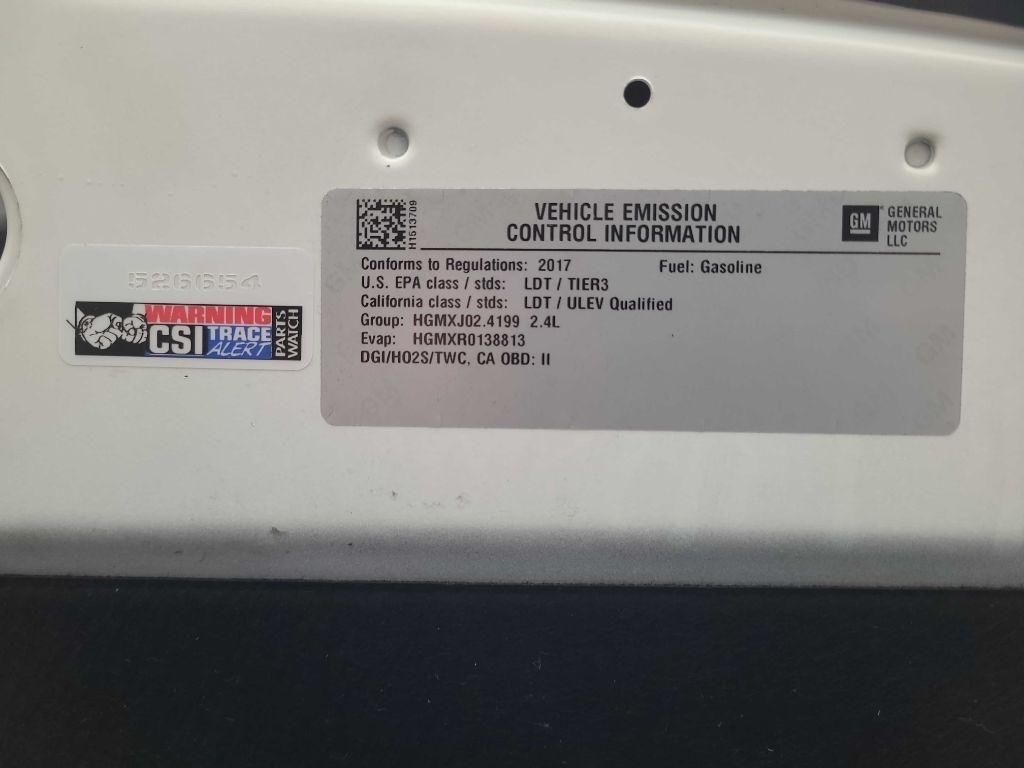 526654
WARNING
CSI TRACE
ALERT
PARTS
WATCH
H1513709
VEHICLE EMISSION
CONTROL INFORMATION
GM
GENERAL
MOTORS
LLC
Conforms to Regulations: 2017 Fuel: Gasoline
U.S. EPA class / stds: LDT / TIER3
California class / stds: LDT / ULEV Qualified
Group: HGMXJ02.4199 2.4L
Evap: HGMXR0138813
DGI/HO2S/TWC, CA OBD: II